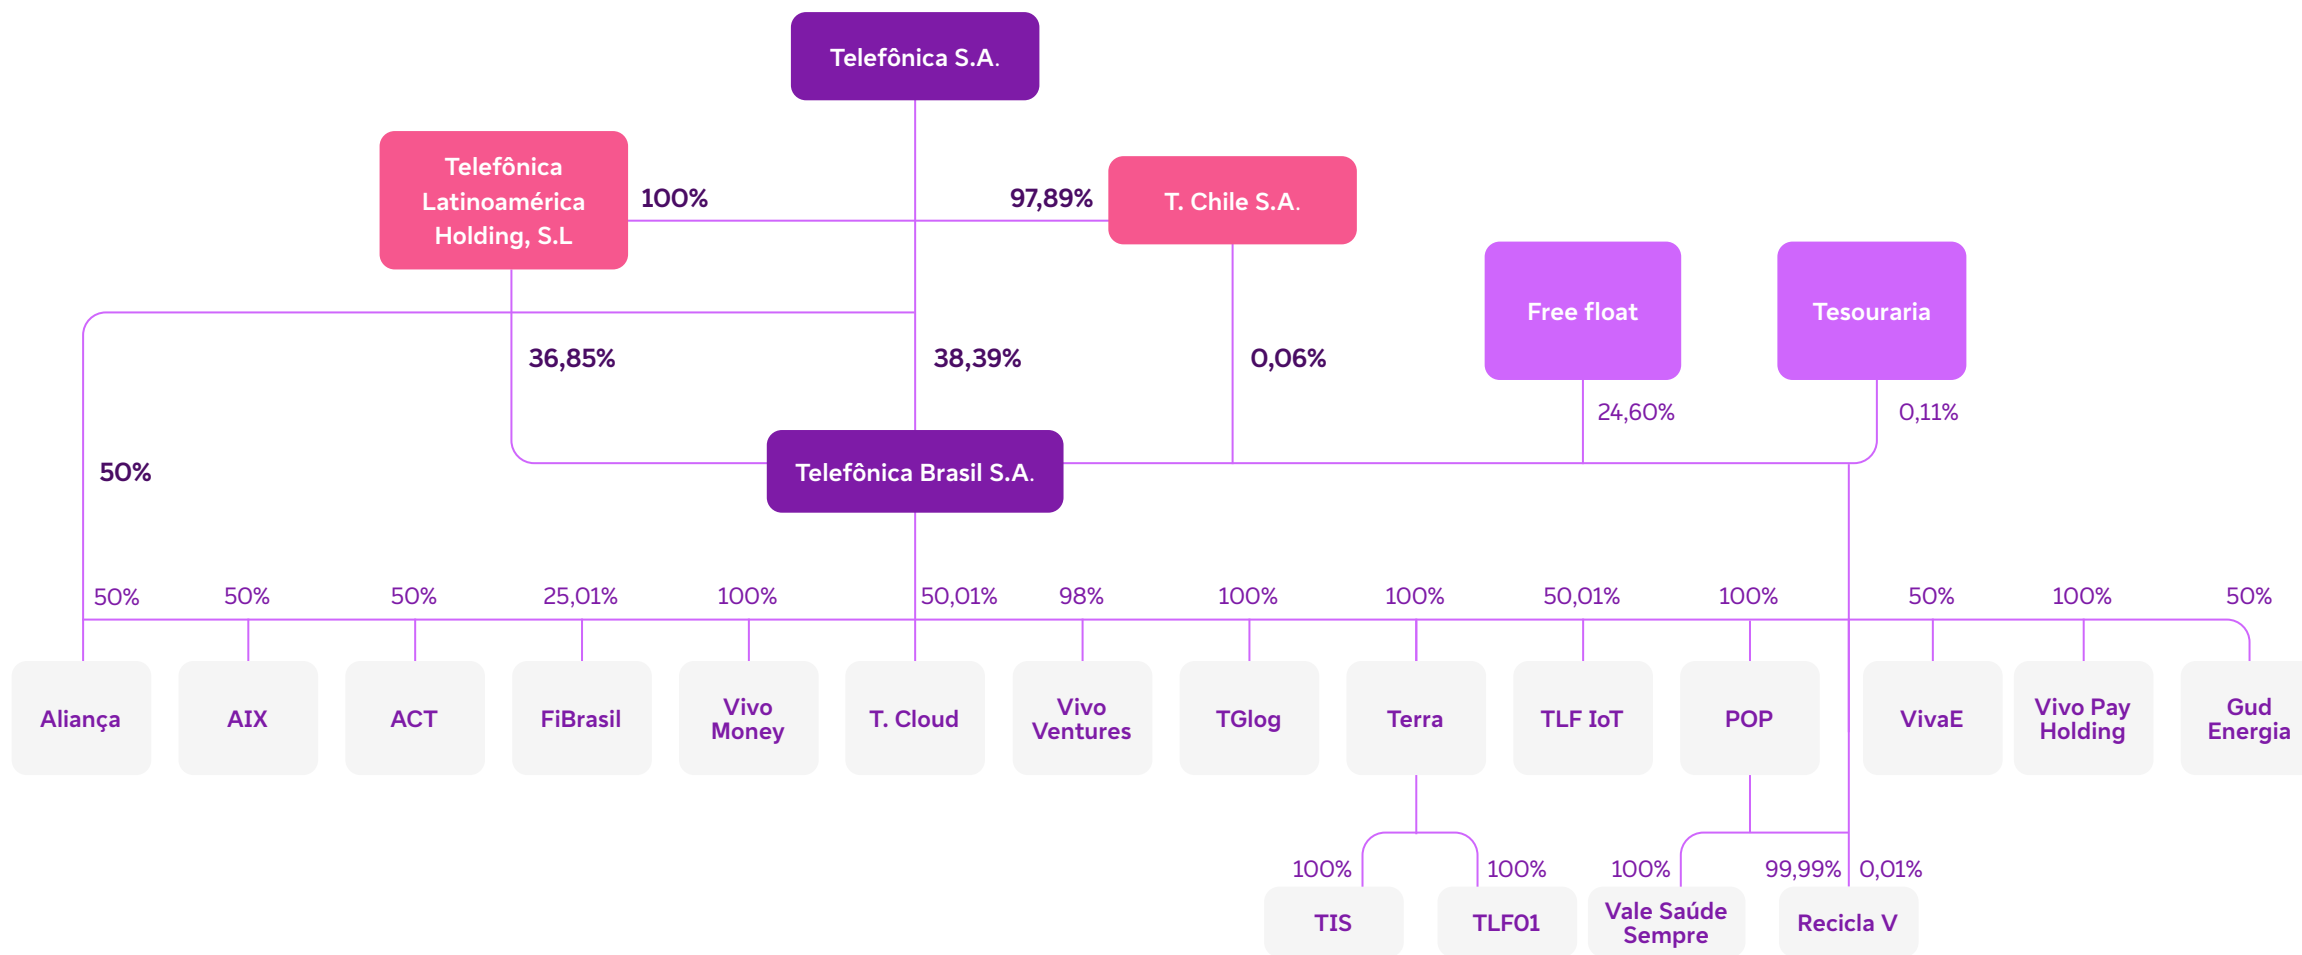 Telefônica S.A.
Telefônica
Latinoamérica
Holding, S.L
100%
97,89%
T. Chile S.A.
Free float
Tesouraria
36,85%
38,39%
0,06%
24,60%
0,11%
50%
Telefônica Brasil S.A.
50%
50%
50%
25,01%
100%
50,01%
98%
100%
100%
50,01%
100%
50%
100%
50%
Aliança
AIX
ACT
FiBrasil
Vivo
Money
T. Cloud
Vivo
Ventures
TGlog
Terra
TLF IoT
POP
VivaE
Vivo Pay
Holding
Gud
Energia
100%
100%
100%
99,99%
0,01%
TIS
TLF01
Vale Saúde
Sempre
Recicla V